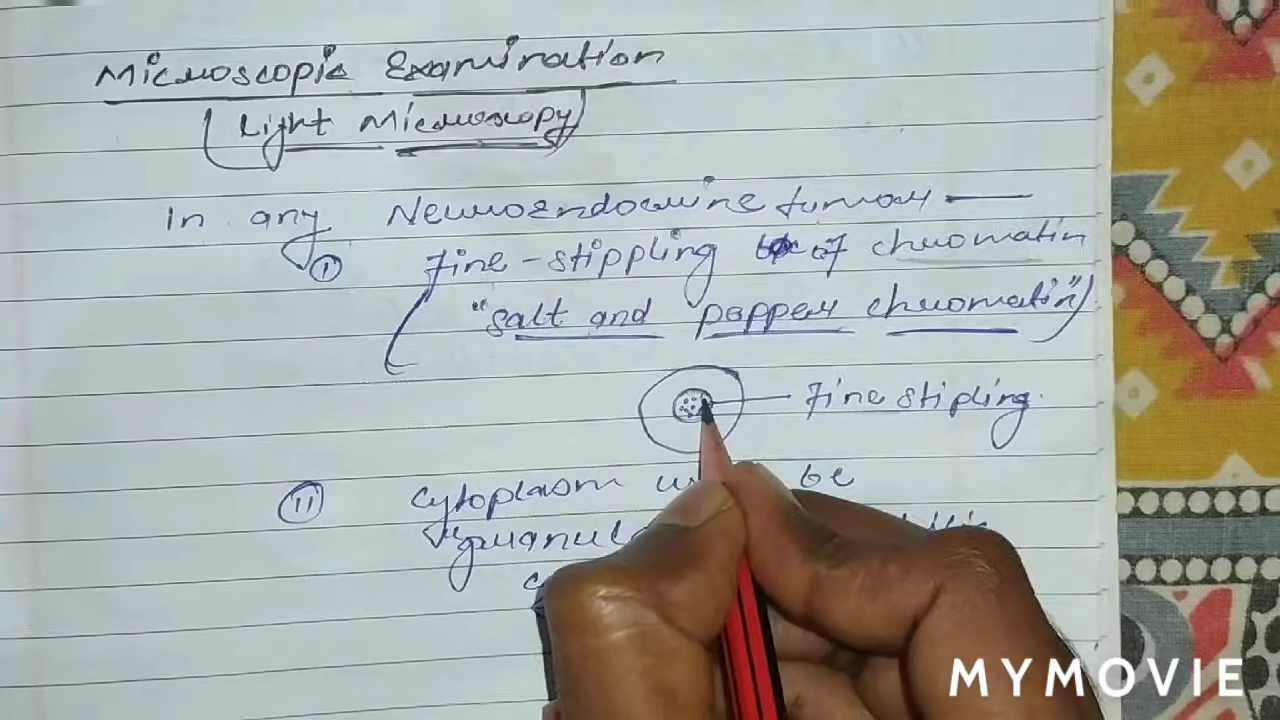 Microscopic Examination
(Light Microscopy)
In any Neuroendocrine tumour —
(i) Fine-stippling of chromatin
("salt and pepper chromatin")
Fine stipling.
(ii) Cytoplasm be
MYMOVIE